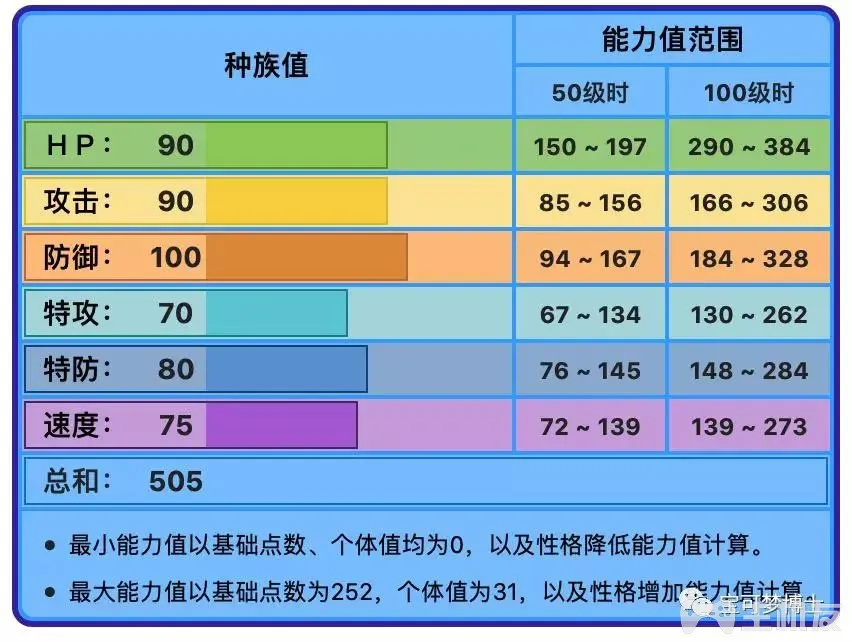 种族值
能力值范围
50级时 100级时
HP: 90 150 ~ 197 290 ~ 384
攻击: 90 85 ~ 156 166 ~ 306
防御: 100 94 ~ 167 184 ~ 328
特攻: 70 67 ~ 134 130 ~ 262
特防: 80 76 ~ 145 148 ~ 284
速度: 75 72 ~ 139 139 ~ 273
总和: 505
• 最小能力值以基础点数、个体值均为0，以及性格降低能力值计算。
• 最大能力值以基础点数为252，个体值为31，以及性格增加能力值计算。
宝可梦博士